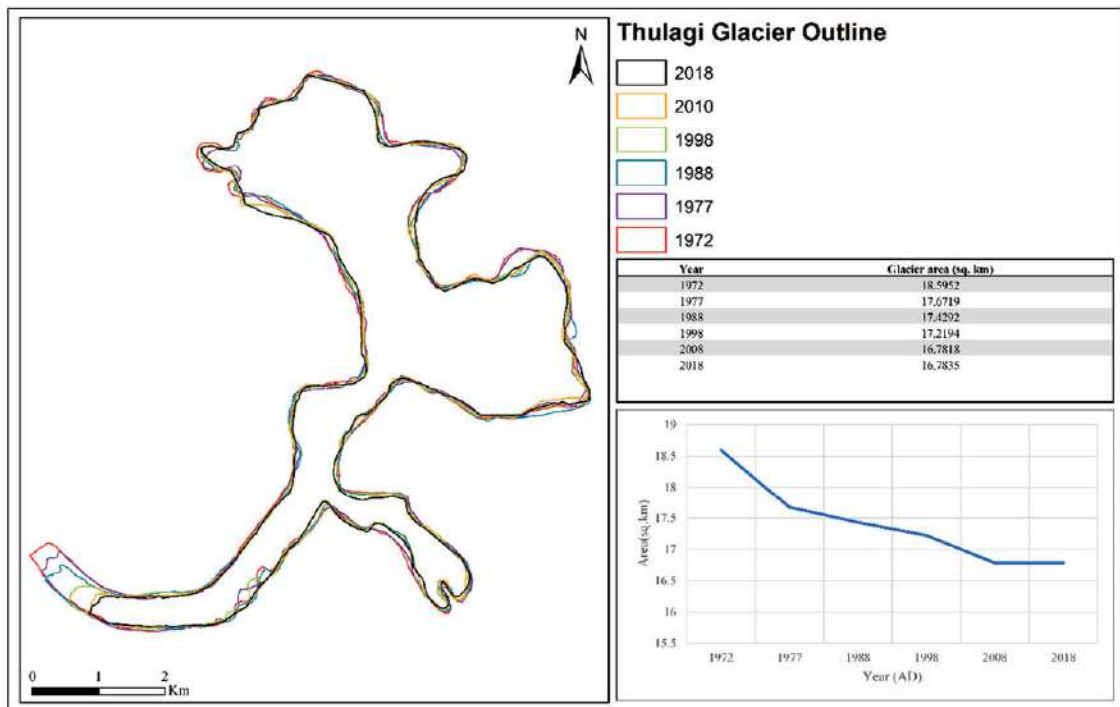 N
0 1 2
Km
Thulagi Glacier Outline
2018
2010
1998
1988
1977
1972
Year Glacier area (sq. km)
1972 18.5952
1977 17.6719
1988 17.4292
1998 17.2194
2008 16.7818
2018 16.7835
19
18.5
18
17.5
17
16.5
16
15.5
Area(sq.km)
1972 1977 1988 1998 2008 2018
Year (AD)